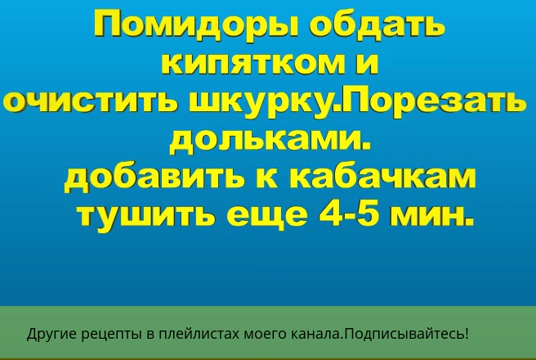 Помидоры обдать
кипятком и
очистить шкурку.Порезать
дольками.
добавить к кабачкам
тушить еще 4-5 мин.
Другие рецепты в плейлистах моего канала.Подписывайтесь!